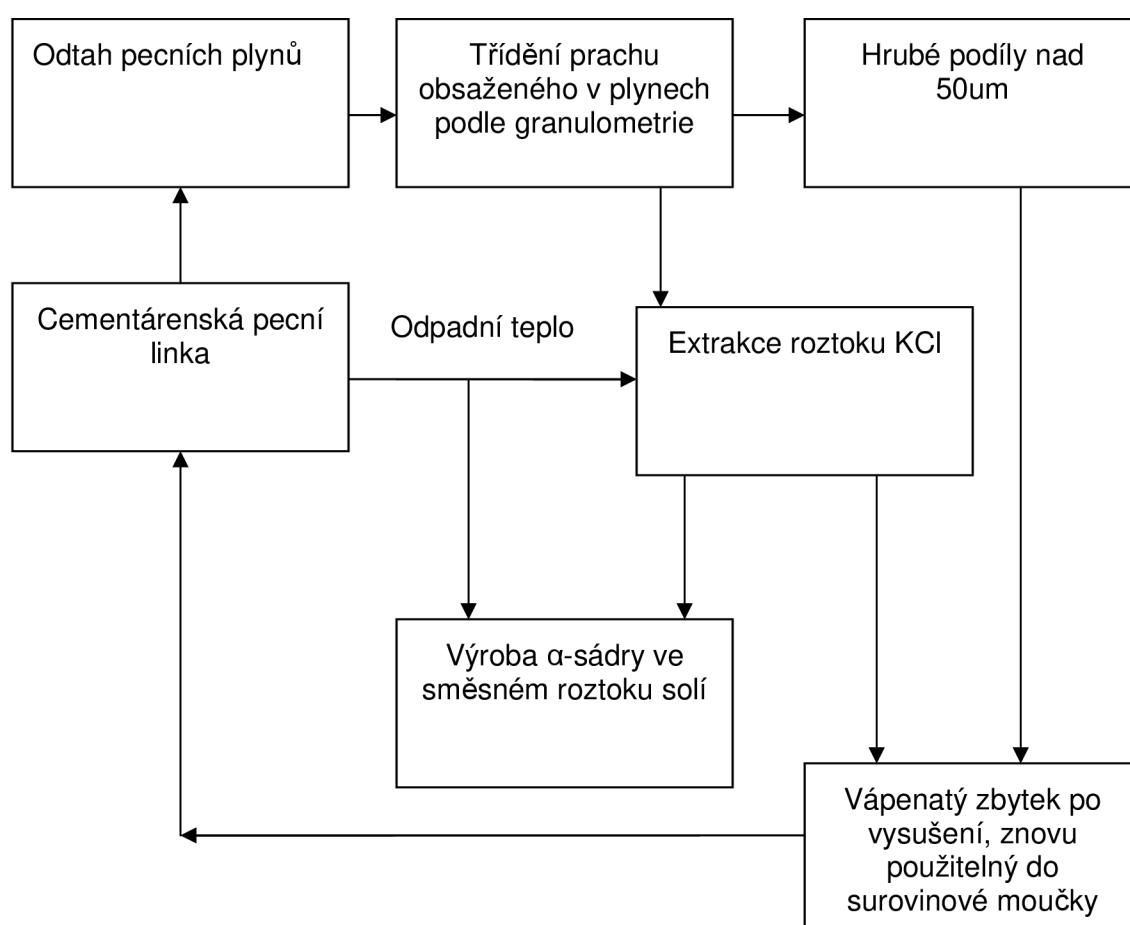 Odtah pecních plynů
Třídění prachu
obsaženého v plynech
podle granulometrie
Hrubé podíly nad
50um
Cementárenská pecní
linka
Odpadní teplo
Extrakce roztoku KCl
Výroba α-sádry ve
směsném roztoku solí
Vápenatý zbytek po
vysušení, znovu
použitelný do
surovinové moučky